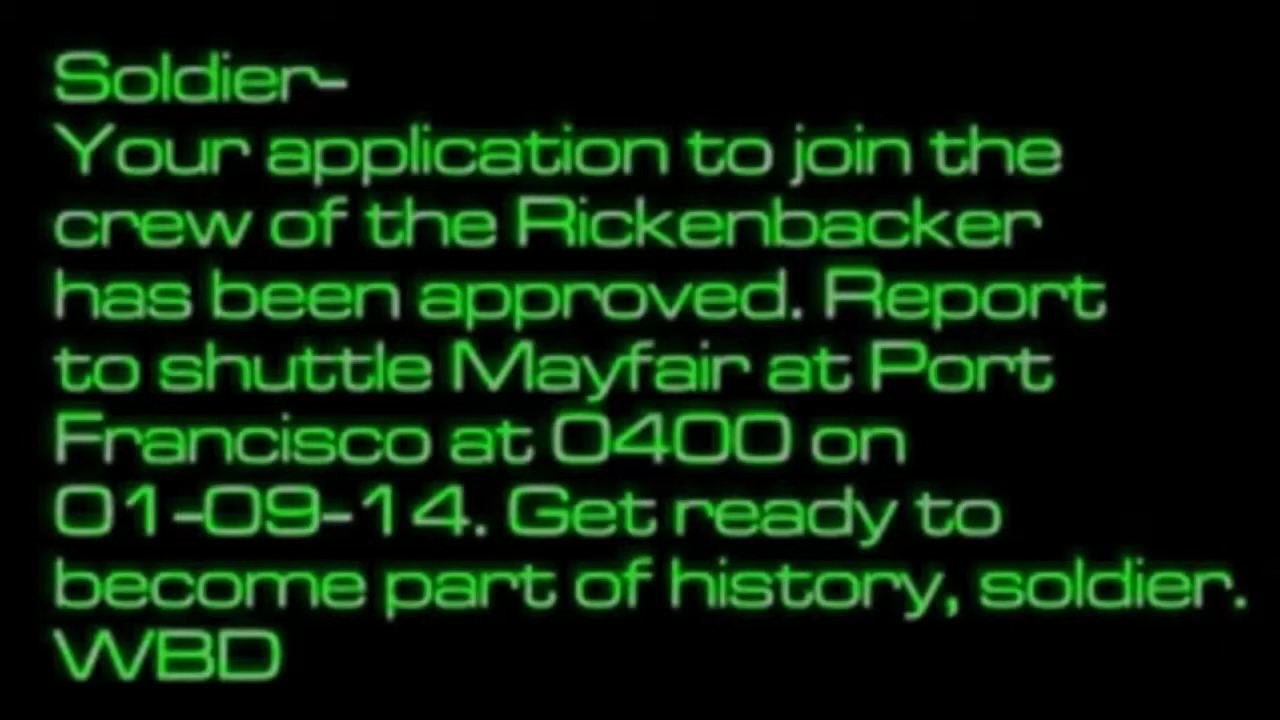 Soldier-
Your application to join the
crew of the Rickenbacker
has been approved. Report
to shuttle Mayfair at Port
Francisco at 0400 on
01-09-14. Get ready to
become part of history, soldier.
WBD